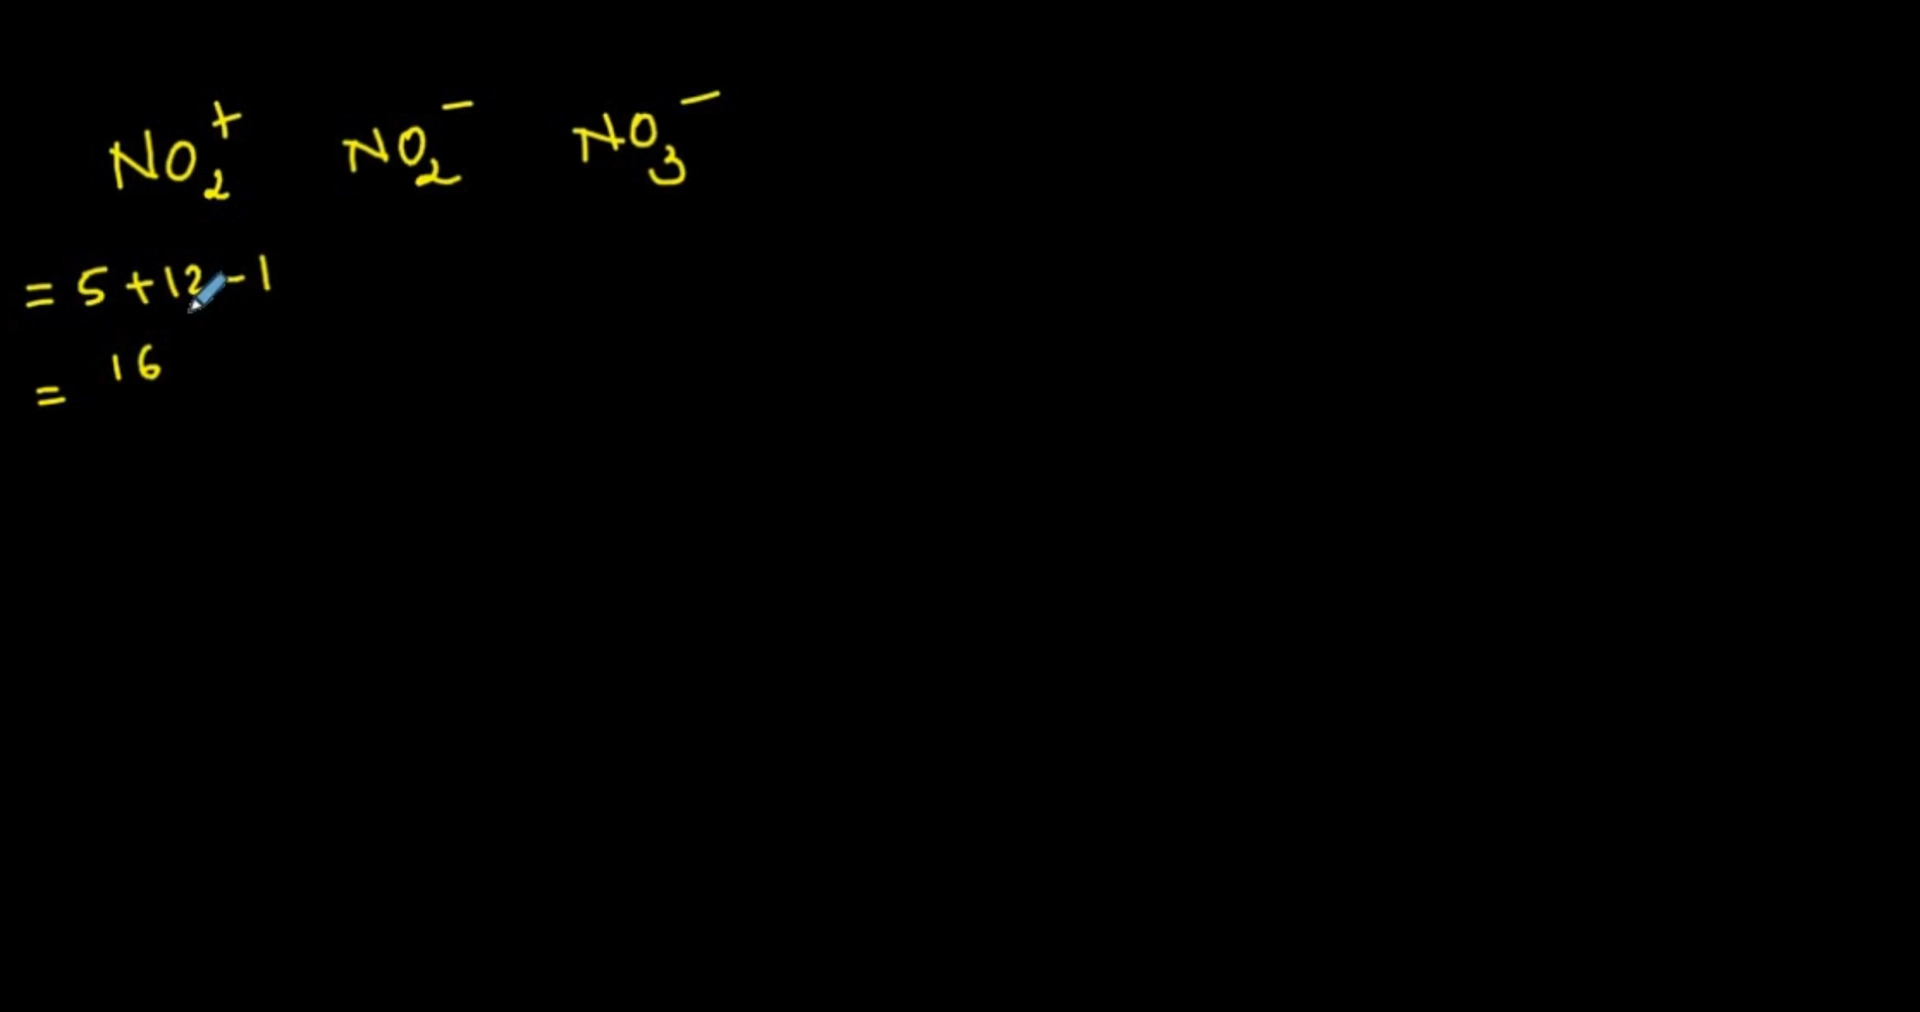 NO₂⁺ NO₂⁻ NO₃⁻
= 5 + 12 - 1
= 16